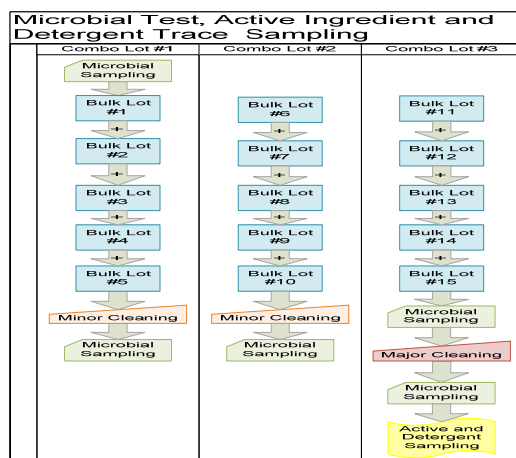 Microbial Test, Active Ingredient and
Detergent Trace Sampling
Combo Lot #1
Combo Lot #2
Combo Lot #3
Microbial
Sampling
Bulk Lot
#1
+
Bulk Lot
#2
+
Bulk Lot
#3
+
Bulk Lot
#4
+
Bulk Lot
#5
Minor Cleaning
Microbial
Sampling
Bulk Lot
#6
+
Bulk Lot
#7
+
Bulk Lot
#8
+
Bulk Lot
#9
+
Bulk Lot
#10
Minor Cleaning
Microbial
Sampling
Bulk Lot
#11
+
Bulk Lot
#12
+
Bulk Lot
#13
+
Bulk Lot
#14
+
Bulk Lot
#15
Microbial
Sampling
Major Cleaning
Microbial
Sampling
Active and
Detergent
Sampling